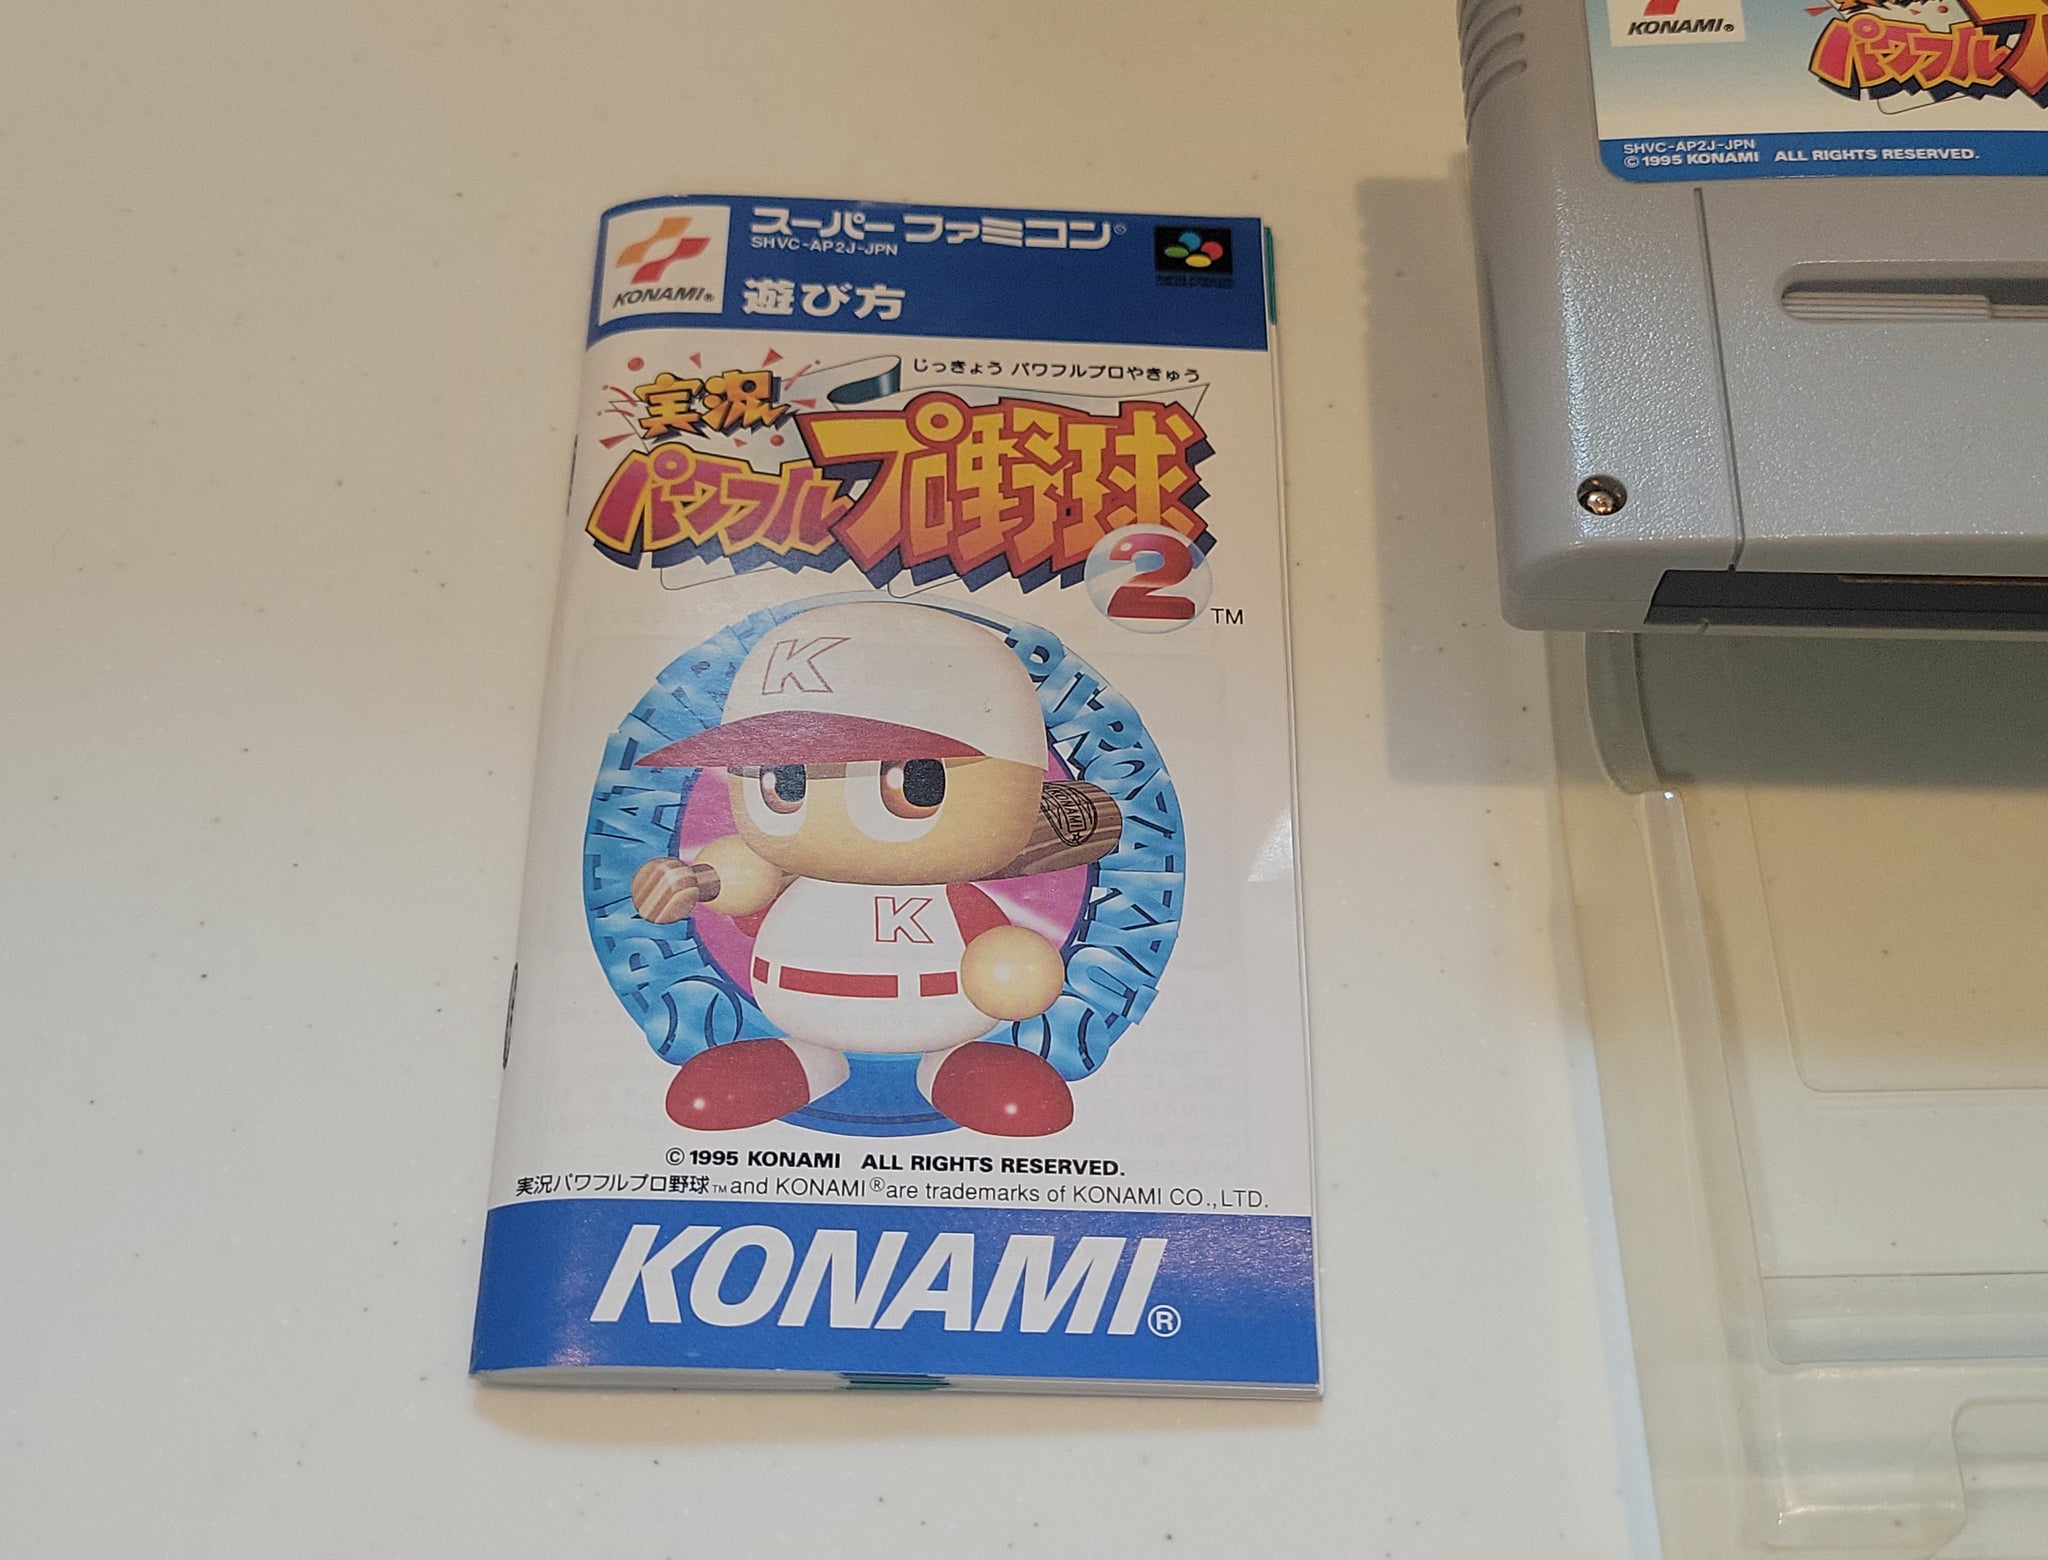 スーパーファミコン®
SHVC-AP2J-JPN
KONAMI®
遊び方
じっきょう パワフルプロやきゅう
実況
パワフル
プロ野球
2
TM
K
KONAMI
K
© 1995 KONAMI ALL RIGHTS RESERVED.
実況パワフルプロ野球TM and KONAMI® are trademarks of KONAMI CO.,LTD.
KONAMI®
KONAMI®
パワフル
SHVC-AP2J-JPN
© 1995 KONAMI ALL RIGHTS RESERVED.